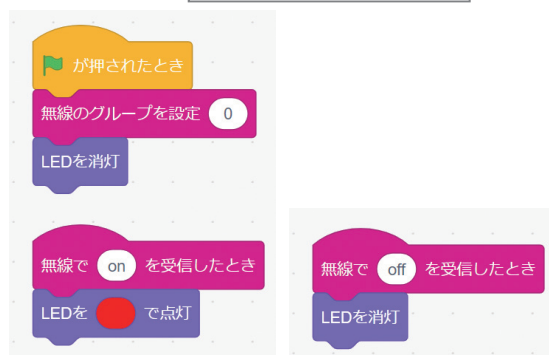 が押されたとき
無線のグループを設定 0
LEDを消灯
無線で on を受信したとき
LEDを で点灯
無線で off を受信したとき
LEDを消灯